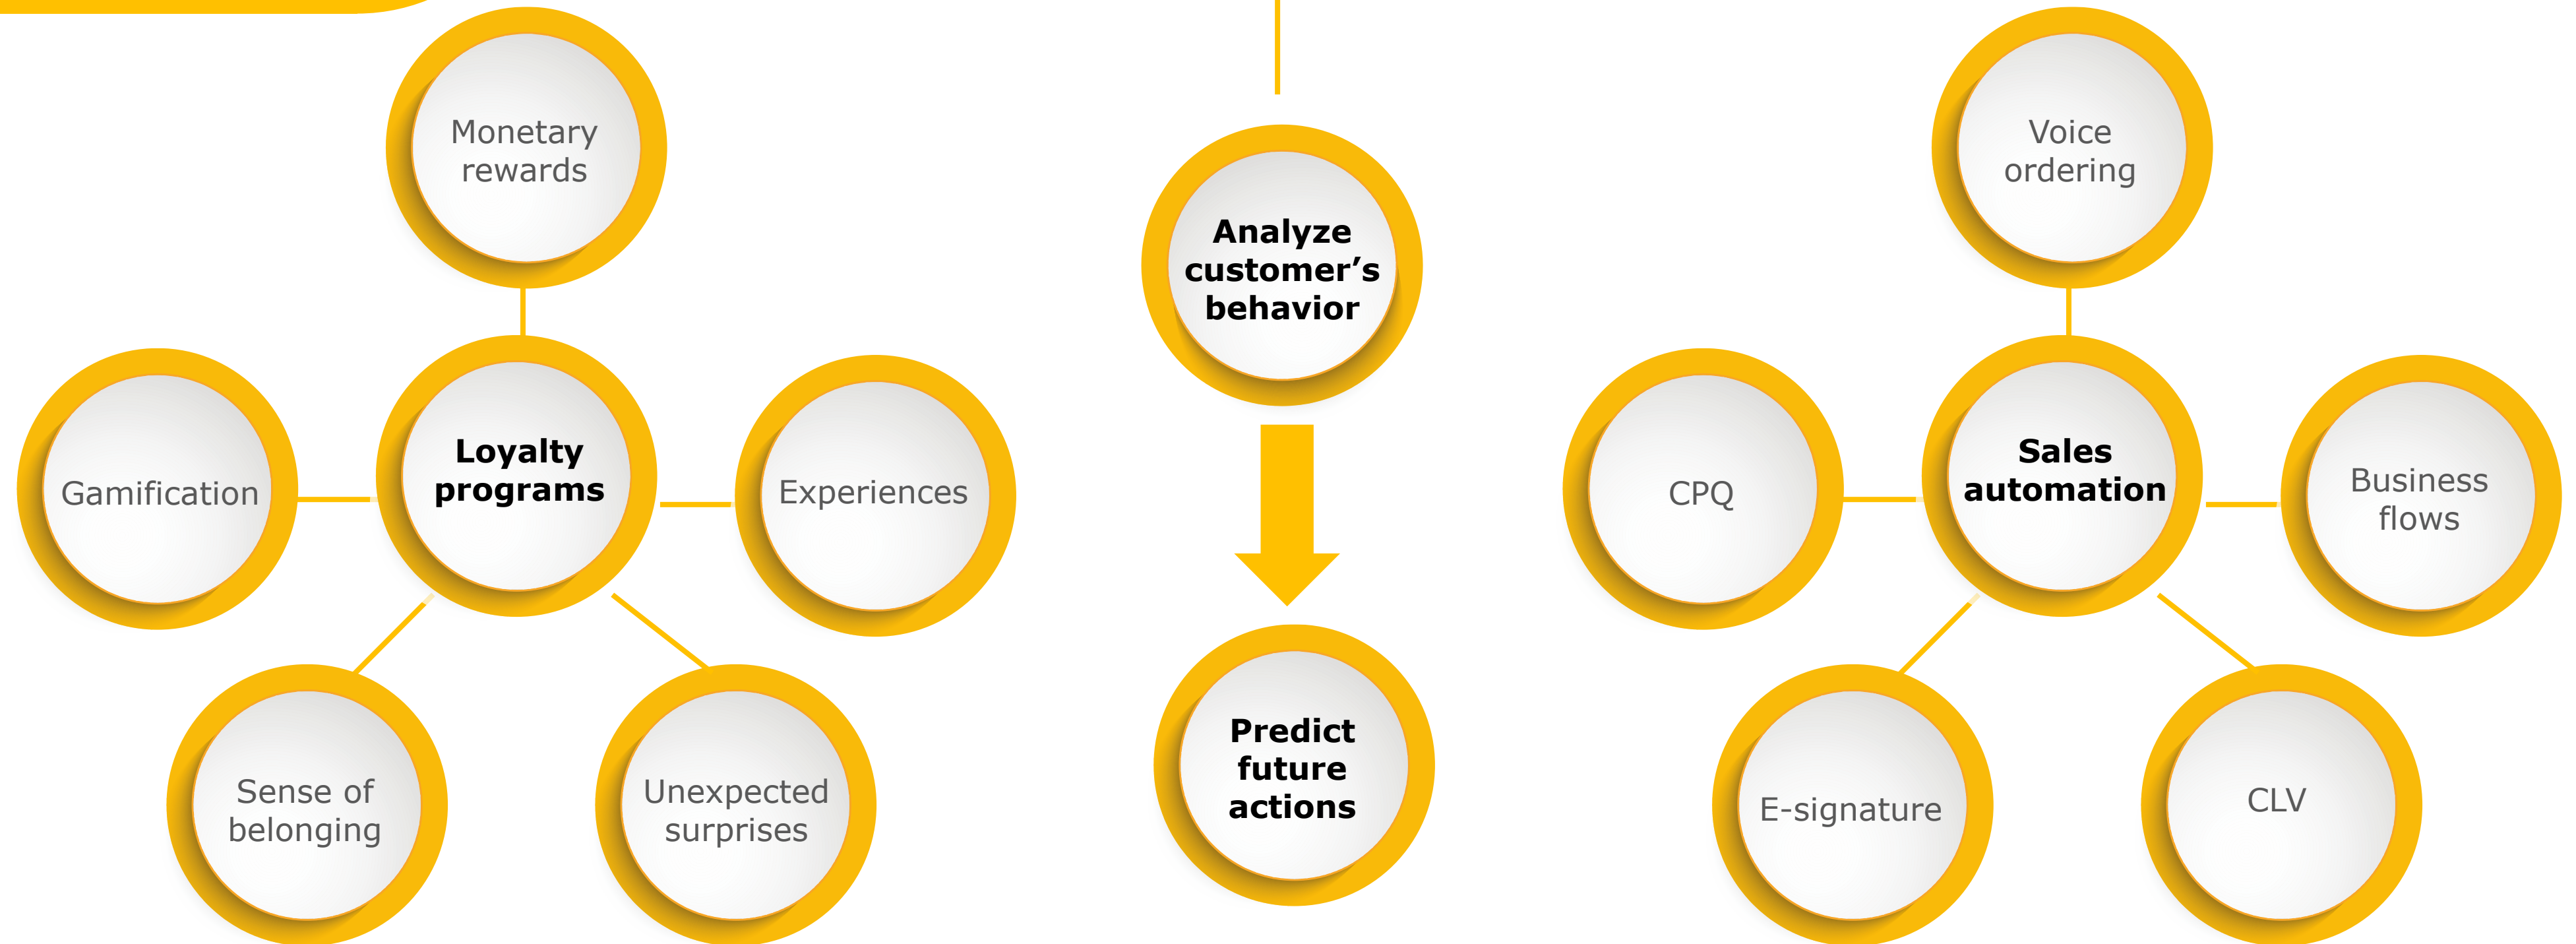 Monetary
rewards
Loyalty
programs
Gamification
Experiences
Sense of
belonging
Unexpected
surprises
Analyze
customer’s
behavior
Predict
future
actions
Voice
ordering
Sales
automation
CPQ
Business
flows
E-signature
CLV